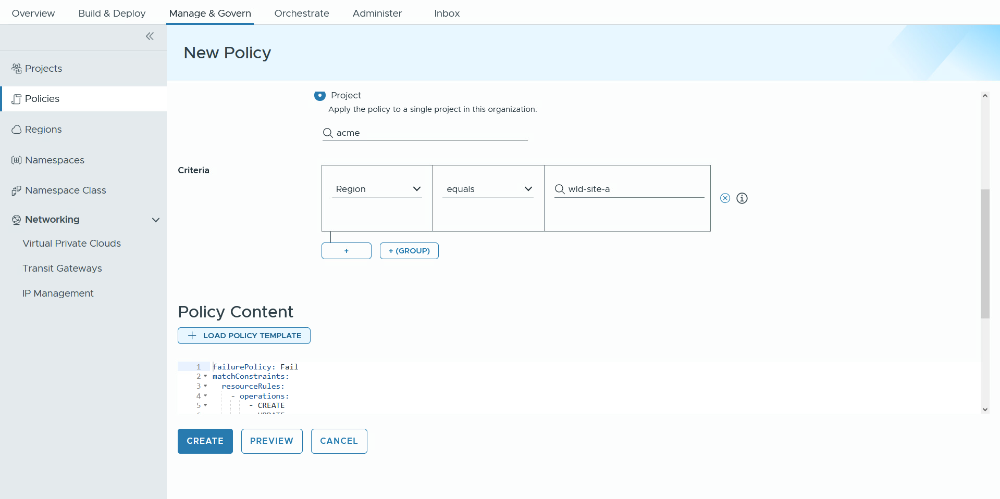 Overview Build & Deploy Manage & Govern Orchestrate Administer Inbox
New Policy
Projects
Policies
Regions
Namespaces
Namespace Class
Networking
Virtual Private Clouds
Transit Gateways
IP Management
Project
Apply the policy to a single project in this organization.
acme
Criteria
Region equals wld-site-a
+ + (GROUP)
Policy Content
LOAD POLICY TEMPLATE
1 failurePolicy: Fail
2 matchConstraints:
3 resourceRules:
4 - operations:
5 - CREATE
CREATE PREVIEW CANCEL